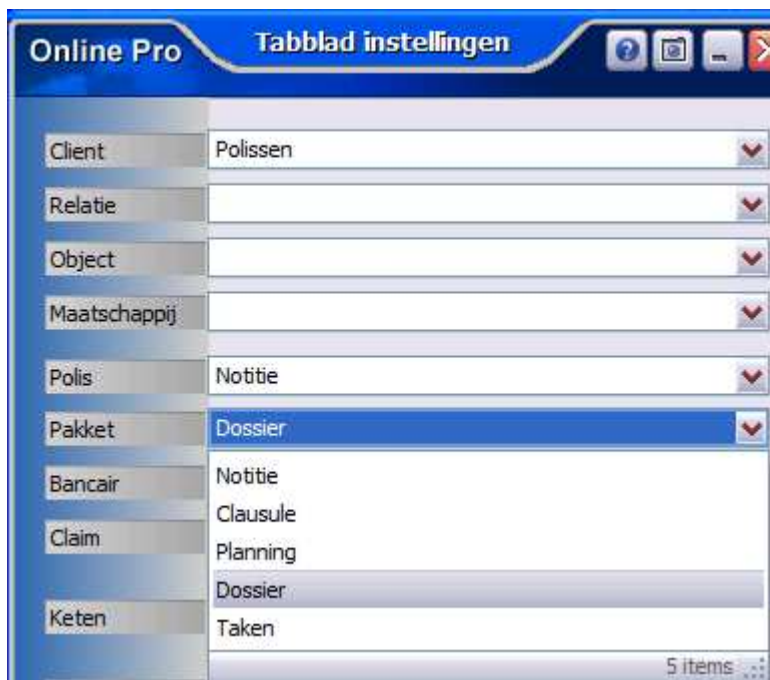 Online Pro
Tabblad instellingen
Client Polissen
Relatie
Object
Maatschappij
Polis Notitie
Pakket Dossier
Bancair Notitie
Clausule
Claim Planning
Dossier
Keten Taken
5 items